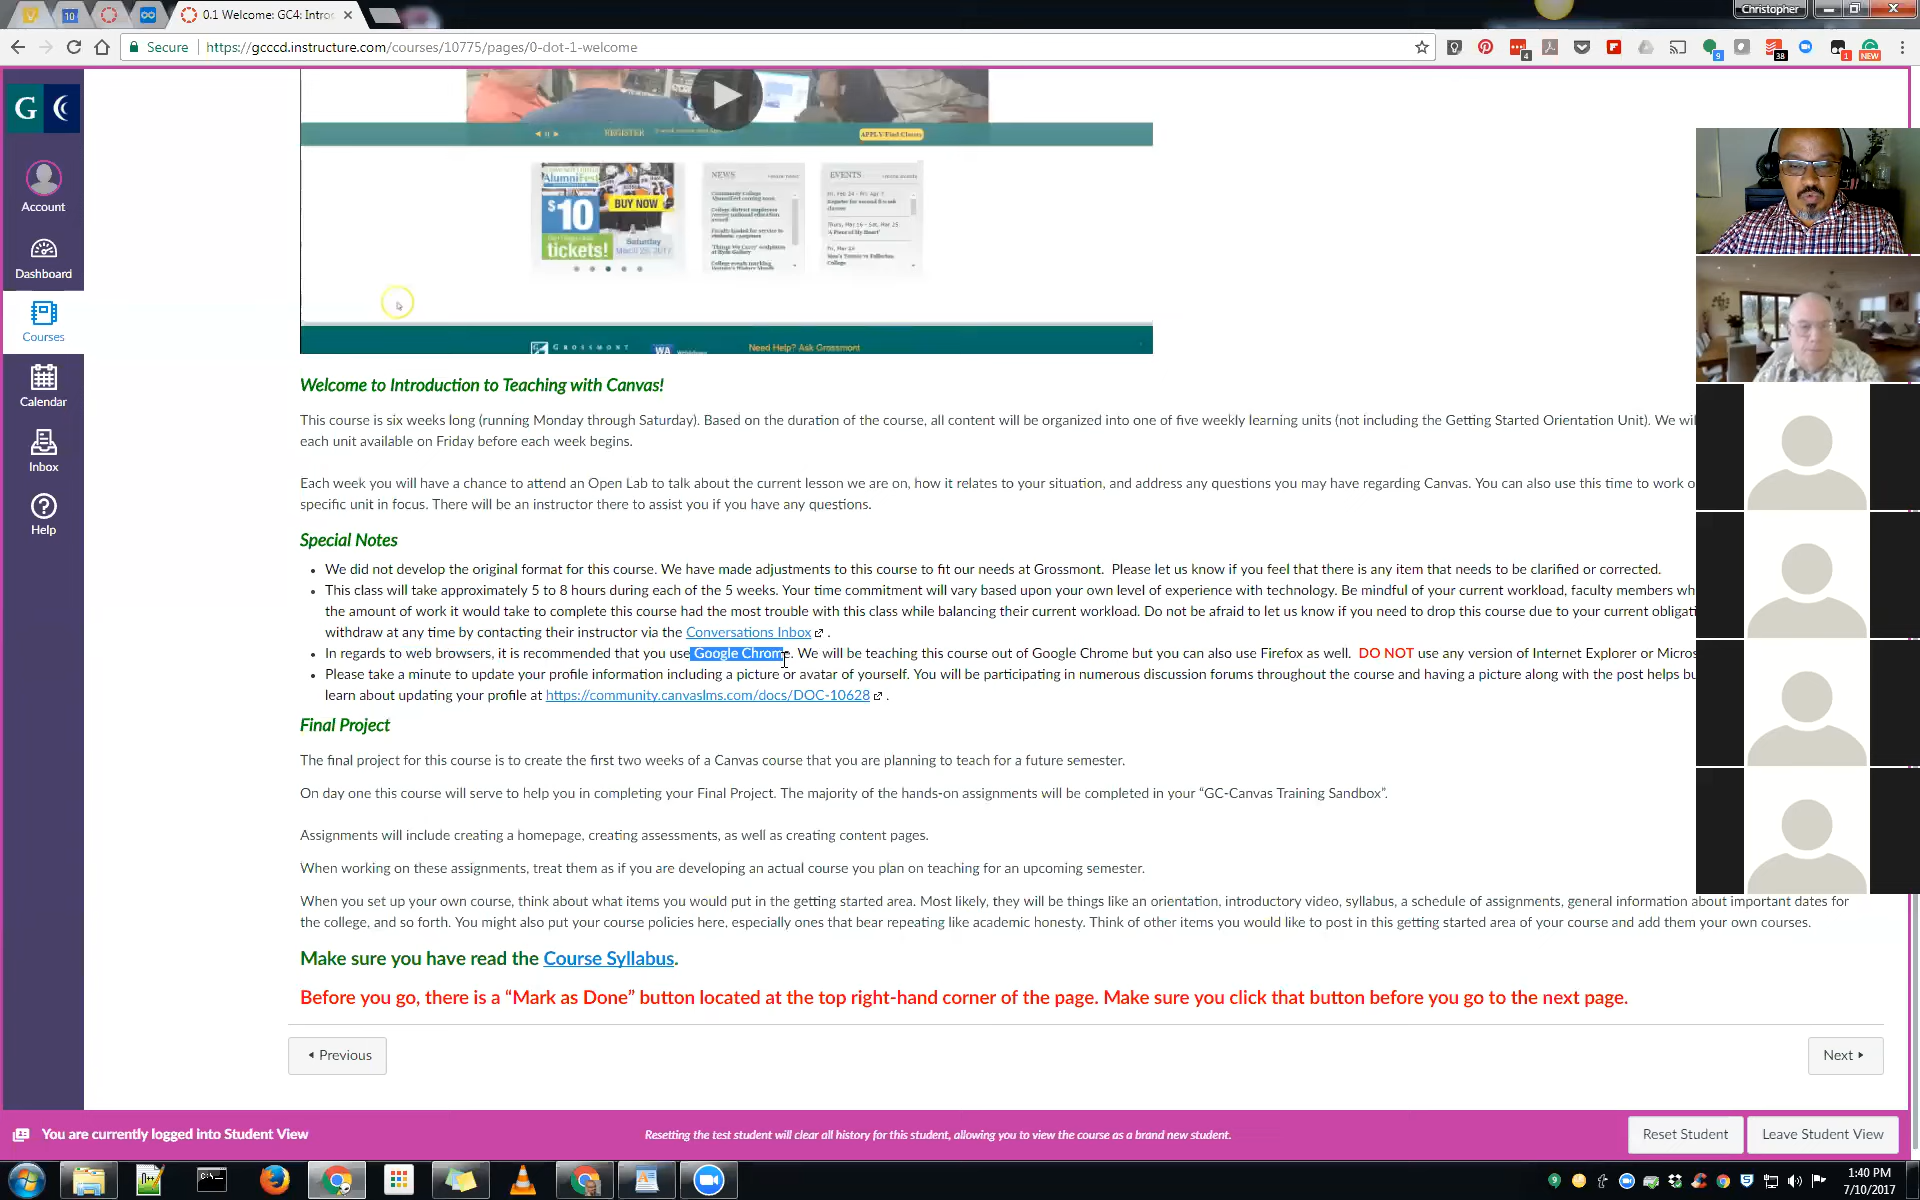 0.1 Welcome: GC4: Intro
Christopher
Secure
https://gcccd.instructure.com/courses/10775/pages/0-dot-1-welcome
REGISTER
APPLY/Find Classes
AlumniFest
$10
BUY NOW
tickets!
Saturday
NEWS
EVENTS
GROSSMONT
WA
Need Help? Ask Grossmont
G
Account
Dashboard
Courses
Calendar
Inbox
Help
Welcome to Introduction to Teaching with Canvas!
This course is six weeks long (running Monday through Saturday). Based on the duration of the course, all content will be organized into one of five weekly learning units (not including the Getting Started Orientation Unit). We wil
each unit available on Friday before each week begins.
Each week you will have a chance to attend an Open Lab to talk about the current lesson we are on, how it relates to your situation, and address any questions you may have regarding Canvas. You can also use this time to work o
specific unit in focus. There will be an instructor there to assist you if you have any questions.
Special Notes
We did not develop the original format for this course. We have made adjustments to this course to fit our needs at Grossmont. Please let us know if you feel that there is any item that needs to be clarified or corrected.
This class will take approximately 5 to 8 hours during each of the 5 weeks. Your time commitment will vary based upon your own level of experience with technology. Be mindful of your current workload, faculty members wh
the amount of work it would take to complete this course had the most trouble with this class while balancing their current workload. Do not be afraid to let us know if you need to drop this course due to your current obligati
withdraw at any time by contacting their instructor via the Conversations Inbox .
In regards to web browsers, it is recommended that you use Google Chrome. We will be teaching this course out of Google Chrome but you can also use Firefox as well. DO NOT use any version of Internet Explorer or Micros
Please take a minute to update your profile information including a picture or avatar of yourself. You will be participating in numerous discussion forums throughout the course and having a picture along with the post helps bu
learn about updating your profile at https://community.canvaslms.com/docs/DOC-10628 .
Final Project
The final project for this course is to create the first two weeks of a Canvas course that you are planning to teach for a future semester.
On day one this course will serve to help you in completing your Final Project. The majority of the hands-on assignments will be completed in your “GC-Canvas Training Sandbox”.
Assignments will include creating a homepage, creating assessments, as well as creating content pages.
When working on these assignments, treat them as if you are developing an actual course you plan on teaching for an upcoming semester.
When you set up your own course, think about what items you would put in the getting started area. Most likely, they will be things like an orientation, introductory video, syllabus, a schedule of assignments, general information about important dates for
the college, and so forth. You might also put your course policies here, especially ones that bear repeating like academic honesty. Think of other items you would like to post in this getting started area of your course and add them your own courses.
Make sure you have read the Course Syllabus.
Before you go, there is a “Mark as Done” button located at the top right-hand corner of the page. Make sure you click that button before you go to the next page.
Previous
Next
You are currently logged into Student View
Resetting the test student will clear all history for this student, allowing you to view the course as a brand new student.
Reset Student
Leave Student View
1:40 PM
7/10/2017